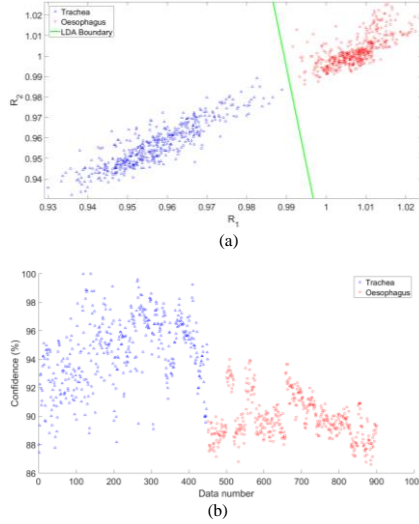 Trachea
Oesophagus
LDA Boundary
R2
1.02
1.01
1
0.99
0.98
0.97
0.96
0.95
0.94
0.93 0.94 0.95 0.96 0.97 0.98 0.99 1 1.01 1.02
R1
(a)
Trachea
Oesophagus
Confidence (%)
100
98
96
94
92
90
88
86
0 100 200 300 400 500 600 700 800 900 1000
Data number
(b)